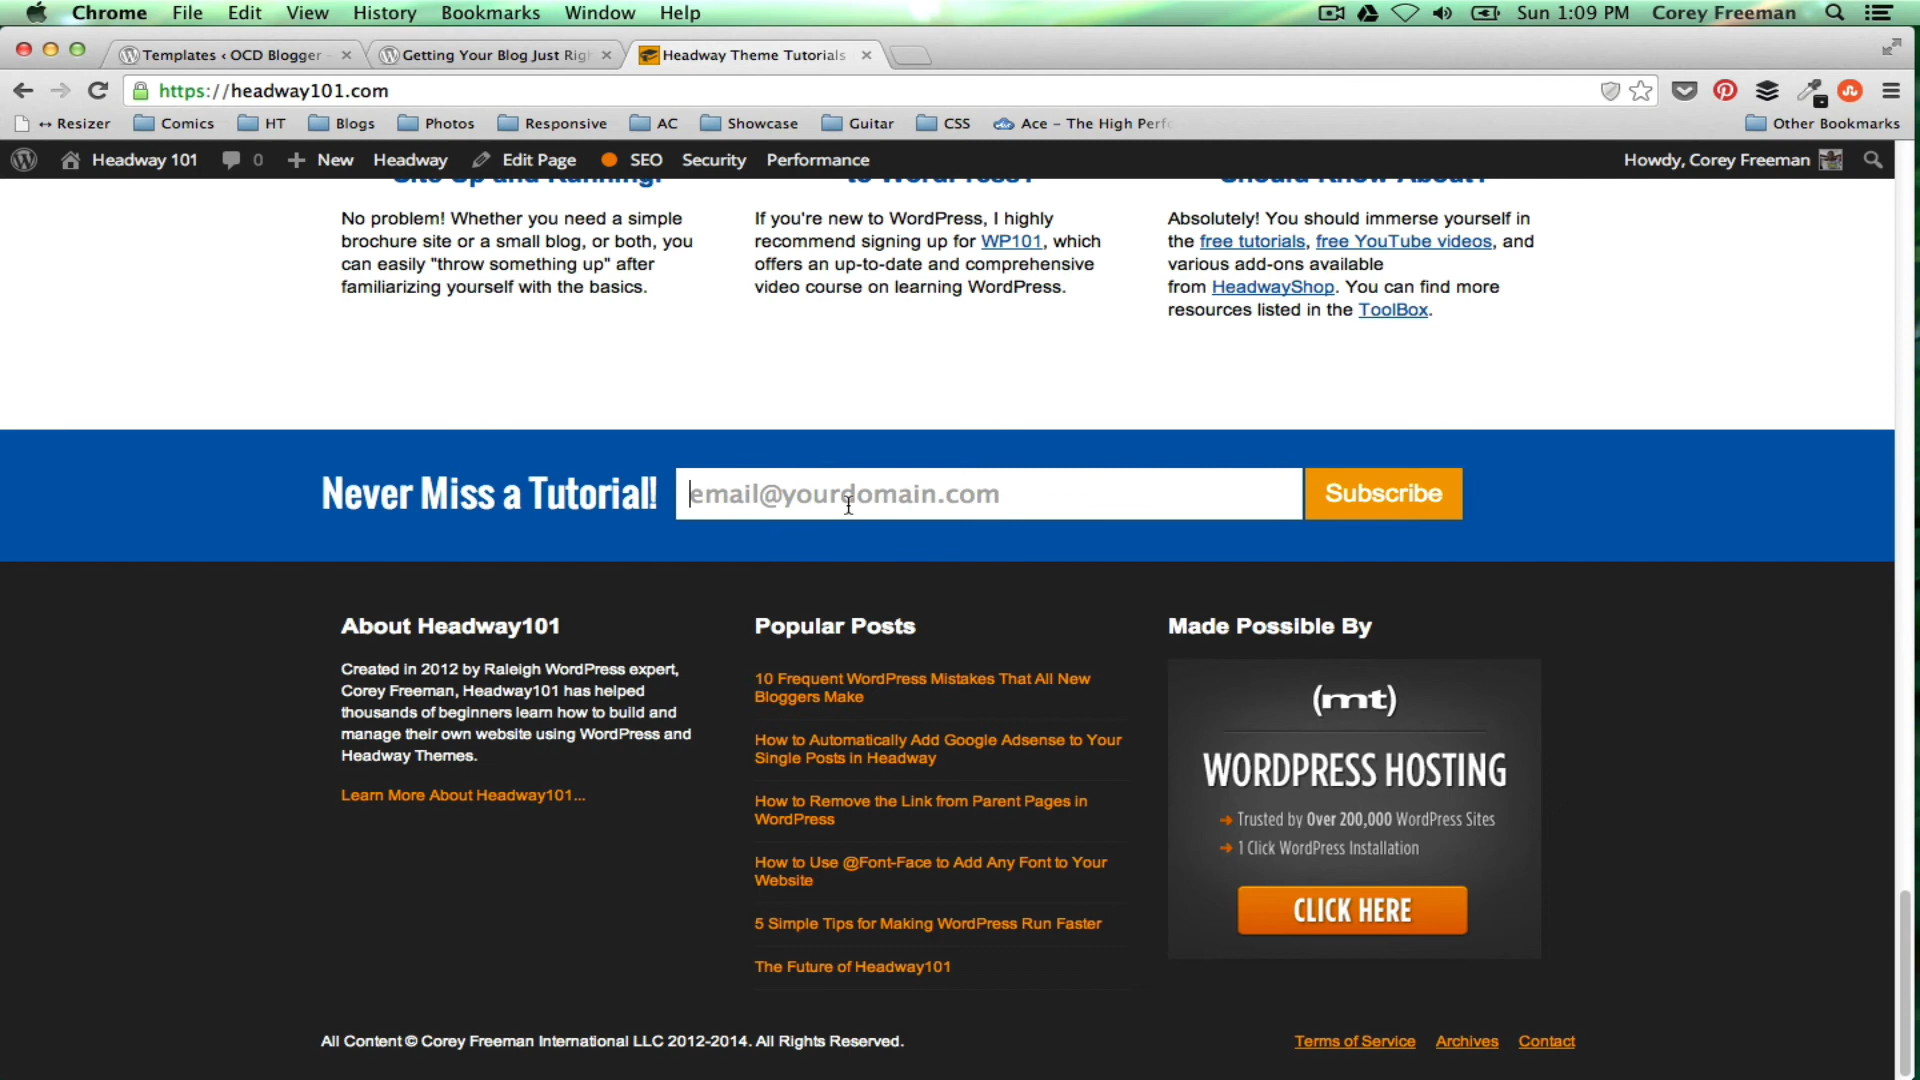 Chrome File Edit View History Bookmarks Window Help Sun 1:09 PM Corey Freeman
Templates ‹ OCD Blogger Getting Your Blog Just Righ Headway Theme Tutorials
https://headway101.com
↔ Resizer Comics HT Blogs Photos Responsive AC Showcase Guitar CSS Ace – The High Perfo Other Bookmarks
Headway 101 0 New Headway Edit Page SEO Security Performance Howdy, Corey Freeman
Site Up and Running! to WordPress? Should Know About?
No problem! Whether you need a simple
brochure site or a small blog, or both, you
can easily "throw something up" after
familiarizing yourself with the basics.
If you're new to WordPress, I highly
recommend signing up for WP101, which
offers an up-to-date and comprehensive
video course on learning WordPress.
Absolutely! You should immerse yourself in
the free tutorials, free YouTube videos, and
various add-ons available
from HeadwayShop. You can find more
resources listed in the ToolBox.
Never Miss a Tutorial! email@yourdomain.com Subscribe
About Headway101
Created in 2012 by Raleigh WordPress expert,
Corey Freeman, Headway101 has helped
thousands of beginners learn how to build and
manage their own website using WordPress and
Headway Themes.
Learn More About Headway101...
Popular Posts
10 Frequent WordPress Mistakes That All New
Bloggers Make
How to Automatically Add Google Adsense to Your
Single Posts in Headway
How to Remove the Link from Parent Pages in
WordPress
How to Use @Font-Face to Add Any Font to Your
Website
5 Simple Tips for Making WordPress Run Faster
The Future of Headway101
Made Possible By
(mt)
WORDPRESS HOSTING
Trusted by Over 200,000 WordPress Sites
1 Click WordPress Installation
CLICK HERE
All Content © Corey Freeman International LLC 2012-2014. All Rights Reserved.
Terms of Service Archives Contact